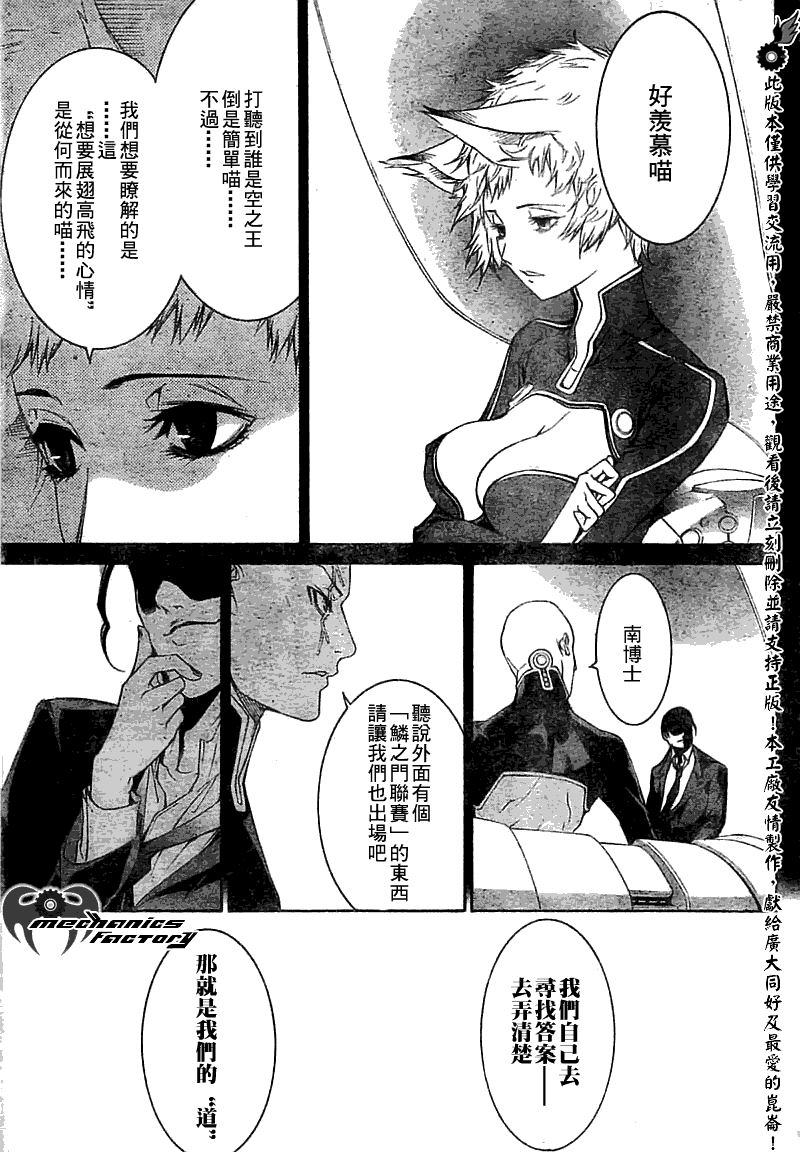 好羨慕喵
打聽到誰是空之王
倒是簡單喵……
不過……
我們想要瞭解的是
……這
“想要展翅高飛的心情”
是從何而來的喵……
南博士
聽說外面有個
「鱗之門聯賽」的東西
請讓我們也出場吧
我們自己去
尋找答案——
去弄清楚
那就是我們的“道”
mechanics
Factory
此版本僅供學習交流用，嚴禁商業用途，觀看後請立刻刪除並請支持正版！本工廠友情製作，獻給廣大同好及最愛的崑崙！